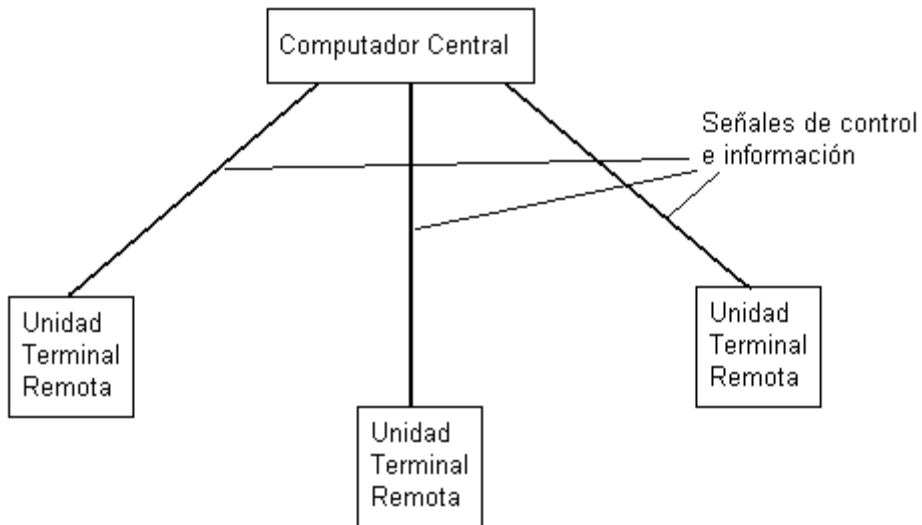 Computador Central
Señales de control
e información
Unidad
Terminal
Remota
Unidad
Terminal
Remota
Unidad
Terminal
Remota